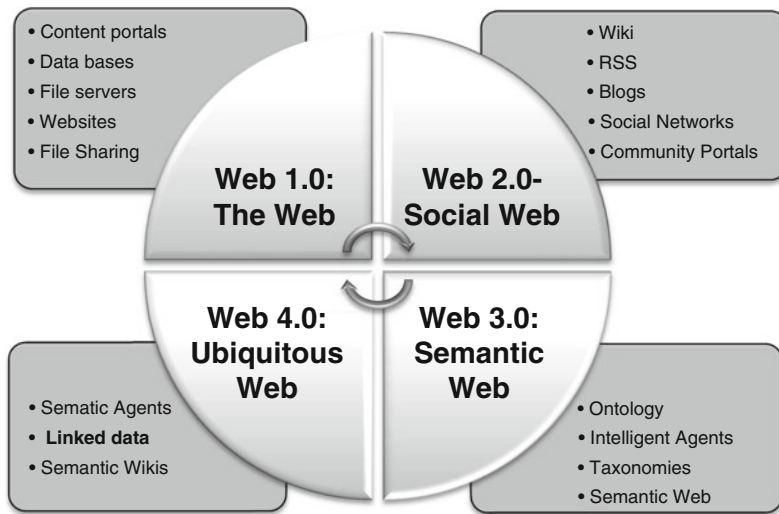 • Content portals
• Data bases
• File servers
• Websites
• File Sharing
• Wiki
• RSS
• Blogs
• Social Networks
• Community Portals
Web 1.0:
The Web
Web 2.0-
Social Web
Web 4.0:
Ubiquitous
Web
Web 3.0:
Semantic
Web
• Sematic Agents
• Linked data
• Semantic Wikis
• Ontology
• Intelligent Agents
• Taxonomies
• Semantic Web